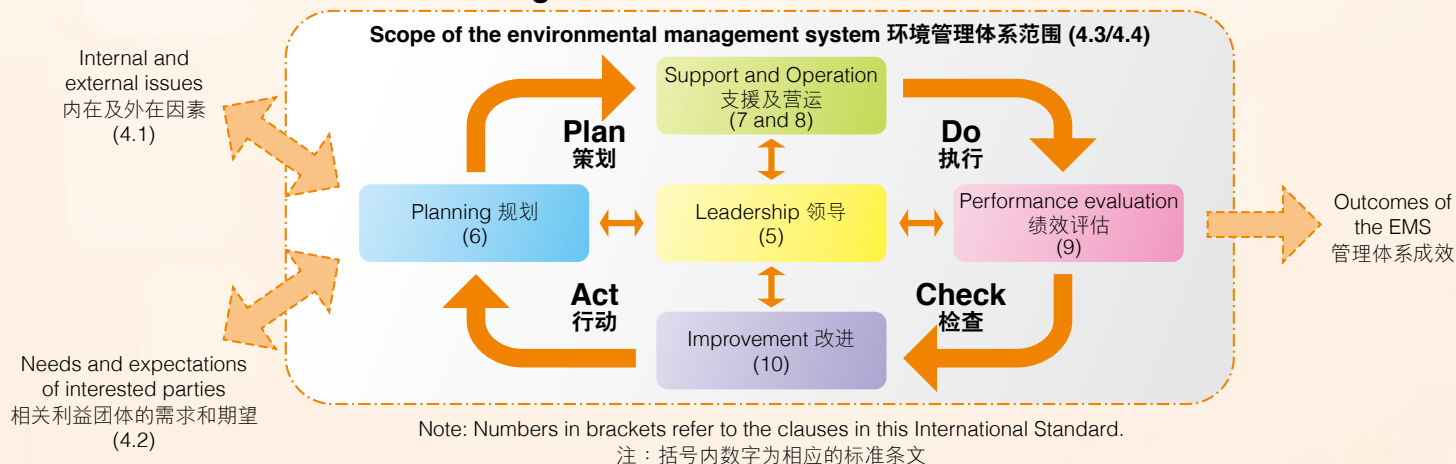 Scope of the environmental management system 环境管理体系范围 (4.3/4.4)
Internal and
external issues
内在及外在因素
(4.1)
Support and Operation
支援及营运
(7 and 8)
Plan
策划
Do
执行
Planning 规划
(6)
Leadership 领导
(5)
Performance evaluation
绩效评估
(9)
Outcomes of
the EMS
管理体系成效
Act
行动
Check
检查
Improvement 改进
(10)
Needs and expectations
of interested parties
相关利益团体的需求和期望
(4.2)
Note: Numbers in brackets refer to the clauses in this International Standard.
注：括号内数字为相应的标准条文